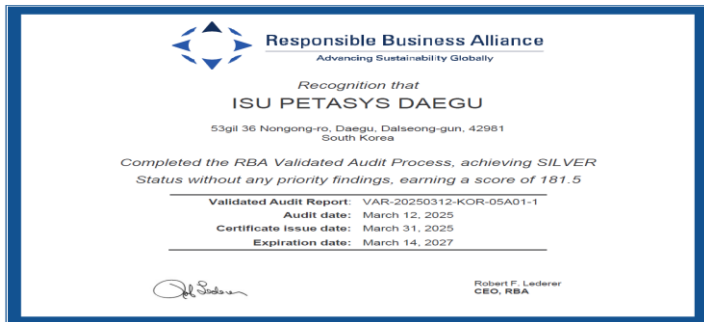 Responsible Business Alliance
Advancing Sustainability Globally
Recognition that
ISU PETASYS DAEGU
53gil 36 Nongong-ro, Daegu, Dalseong-gun, 42981
South Korea
Completed the RBA Validated Audit Process, achieving SILVER
Status without any priority findings, earning a score of 181.5
Validated Audit Report: VAR-20250312-KOR-05A01-1
Audit date: March 12, 2025
Certificate issue date: March 31, 2025
Expiration date: March 14, 2027
Robert F. Lederer
CEO, RBA